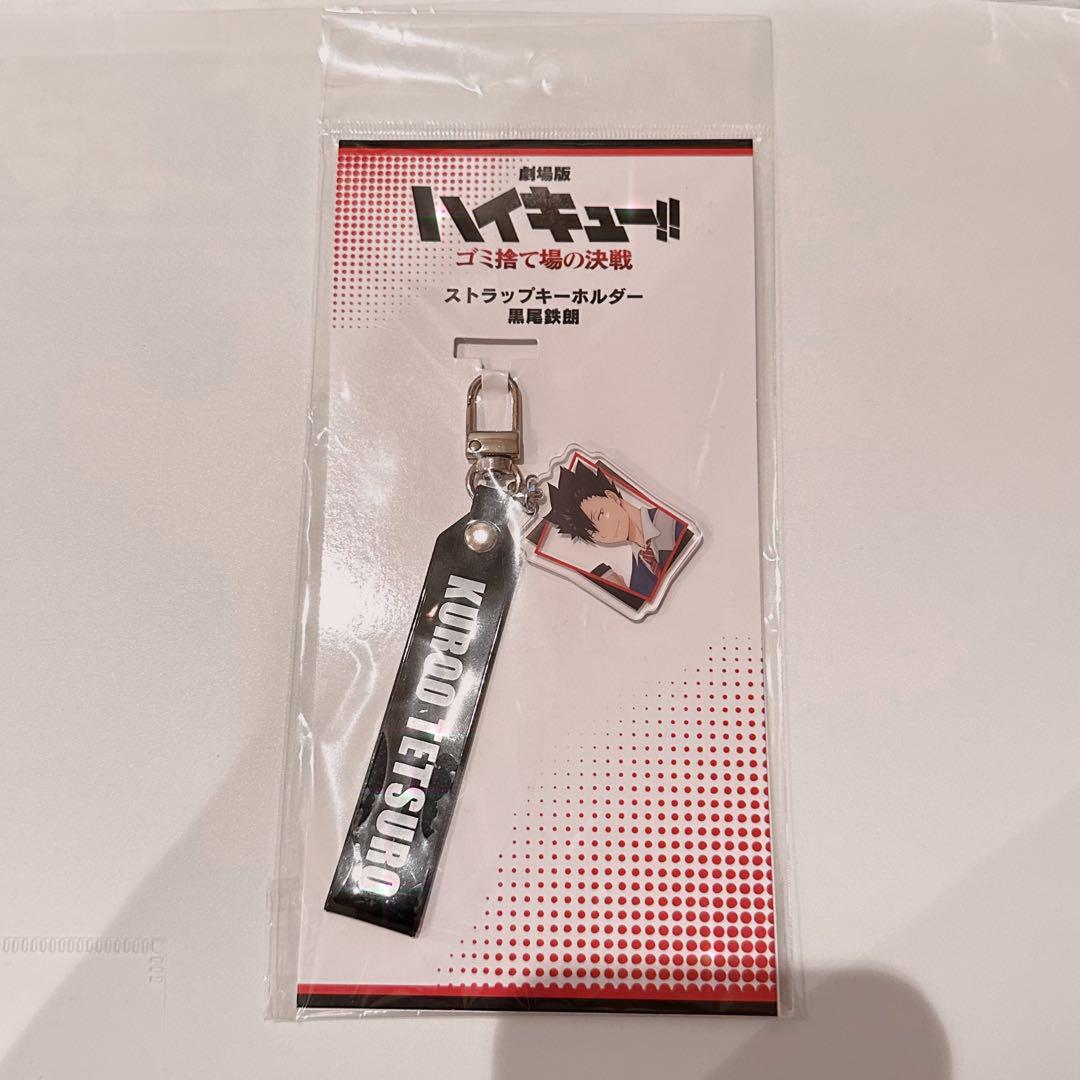 劇場版
ハイキュー!!
ゴミ捨て場の決戦
ストラップキーホルダー
黒尾鉄朗
KUROO TETSURO